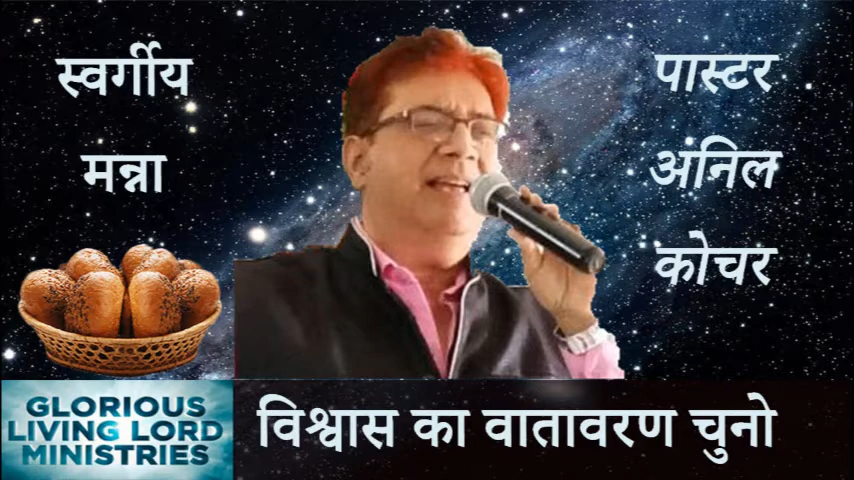 स्वर्गीय
मन्ना
पास्टर
अनिल
कोचर
GLORIOUS
LIVING LORD
MINISTRIES
विश्वास का वातावरण चुनो